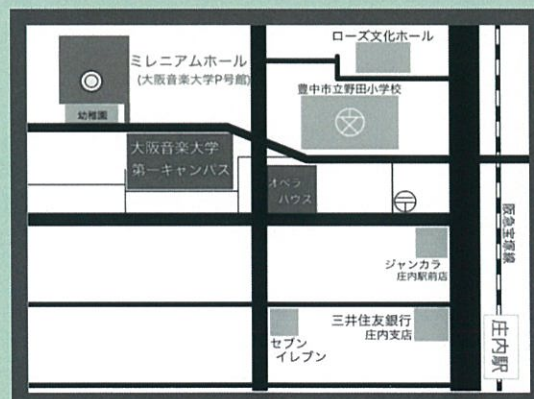 ローズ文化ホール
ミレニアムホール
(大阪音楽大学P号館)
豊中市立野田小学校
幼稚園
大阪音楽大学
第一キャンパス
オペラ
ハウス
阪急宝塚線
ジャンカラ
庄内駅前店
三井住友銀行
庄内支店
庄内駅
セブン
イレブン